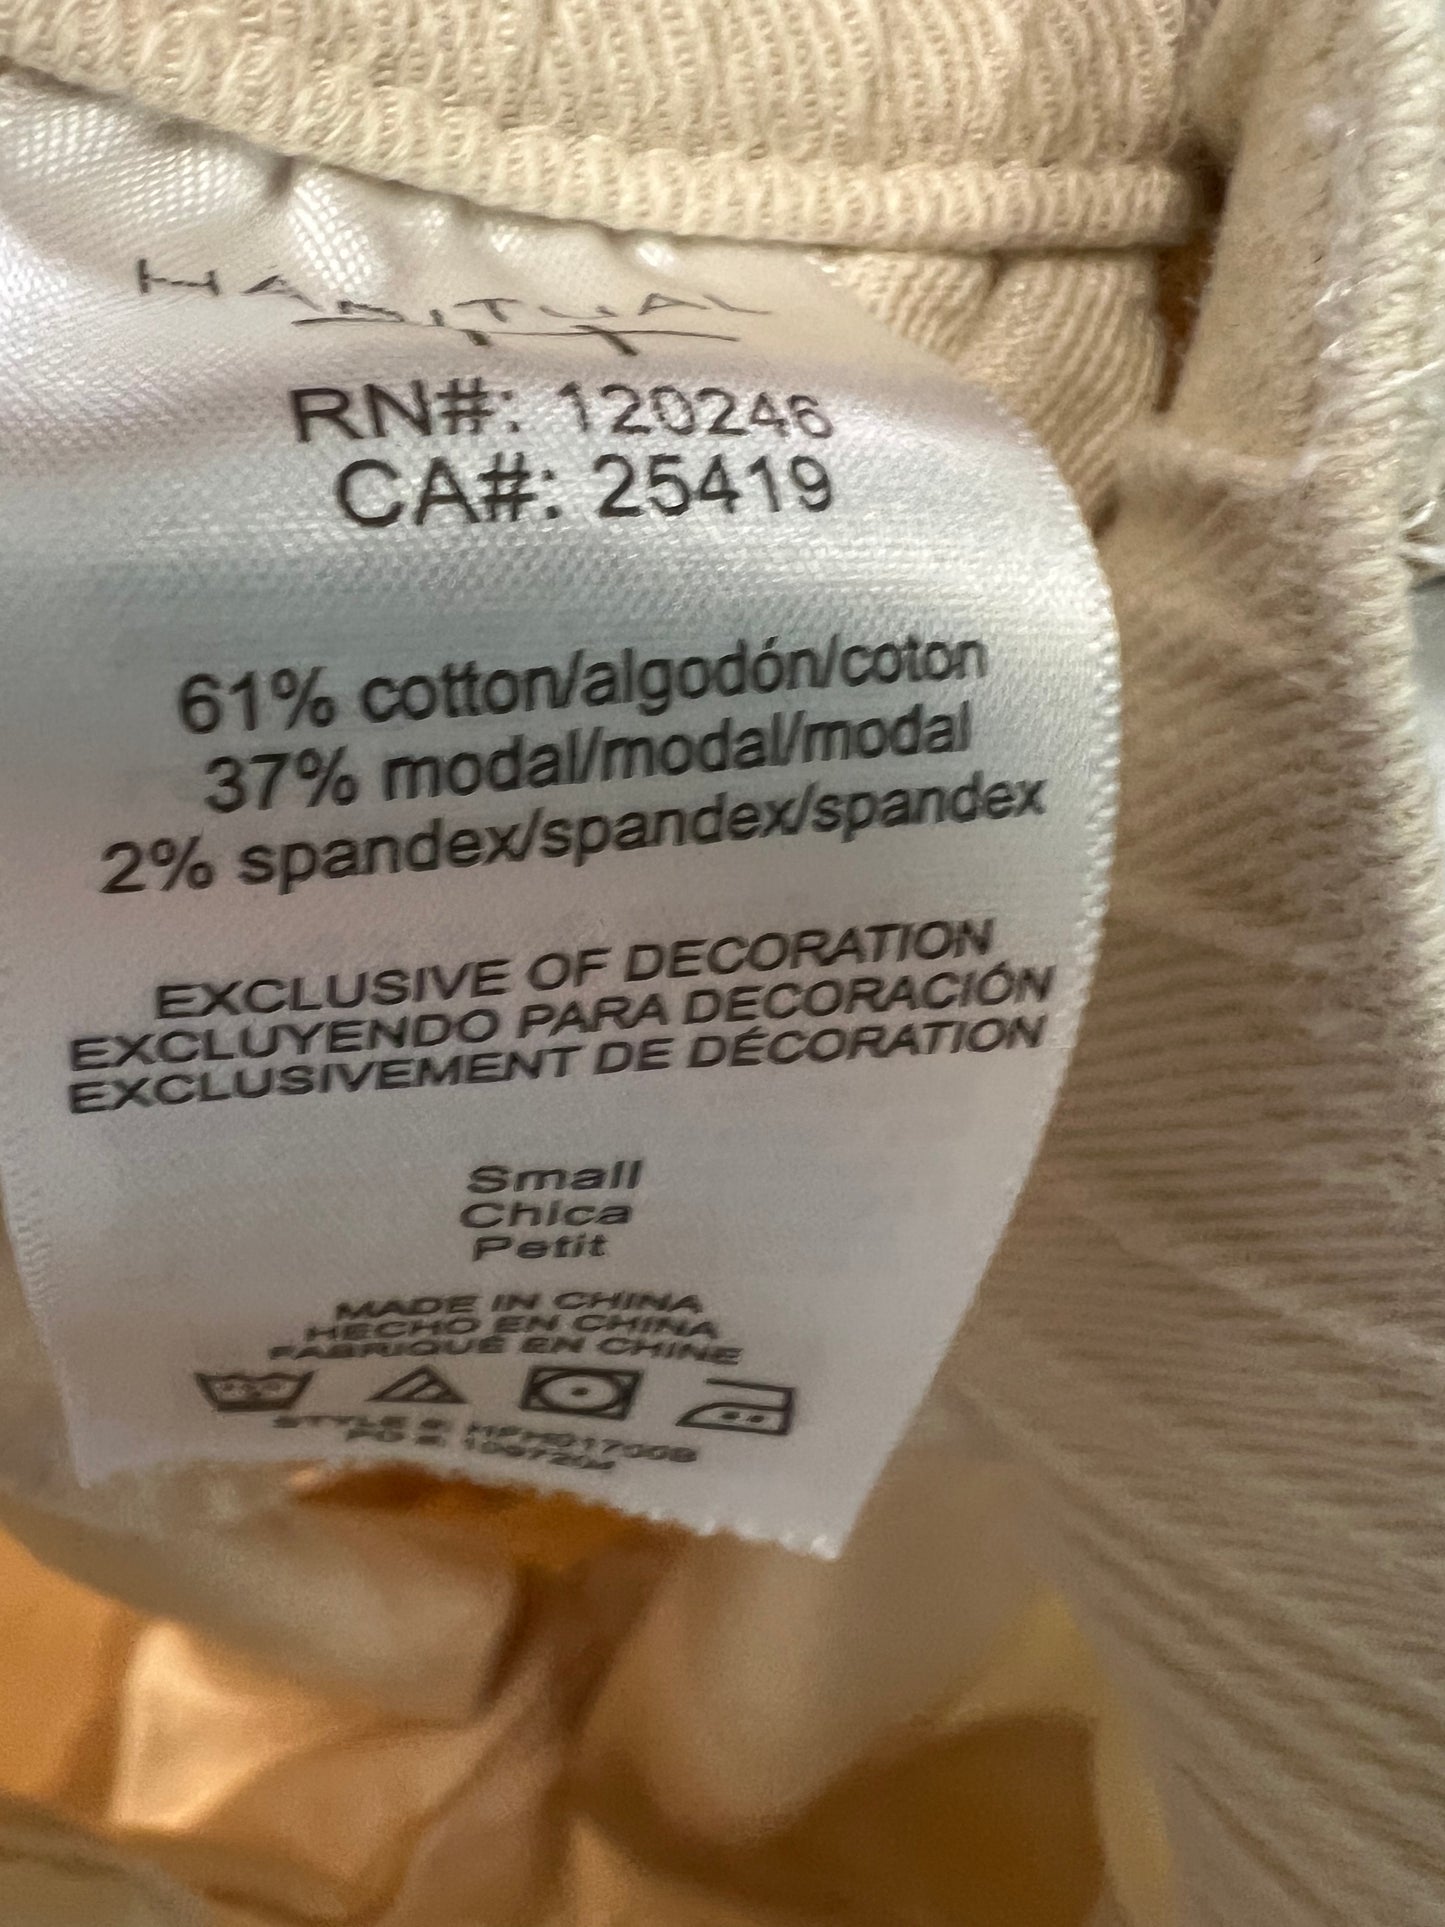 HABITUAL
RN#: 120246
CA#: 25419
61% cotton/algodón/coton
37% modal/modal/modal
2% spandex/spandex/spandex
EXCLUSIVE OF DECORATION
EXCLUYENDO PARA DECORACIÓN
EXCLUSIVEMENT DE DÉCORATION
Small
Chica
Petit
MADE IN CHINA
HECHO EN CHINA
FABRIQUÉ EN CHINE
STYLE #:
PO #: